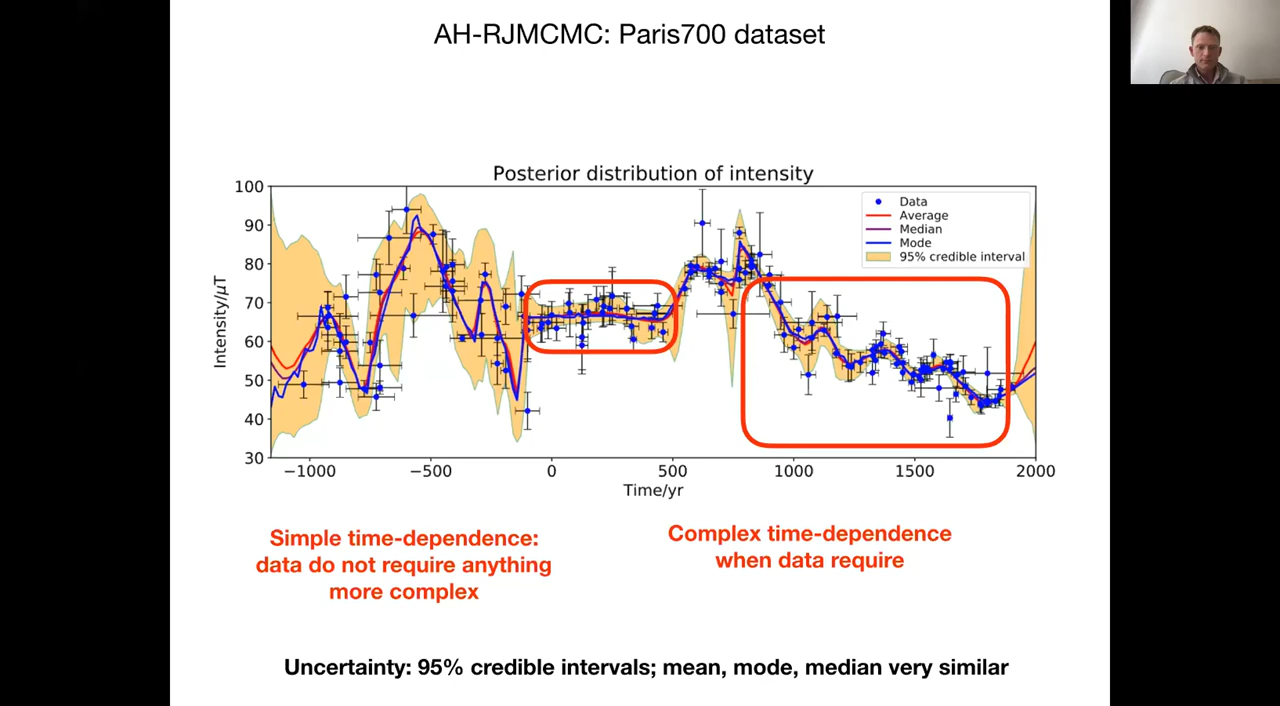 AH-RJMCMC: Paris700 dataset
Posterior distribution of intensity
100
90
80
70
60
50
40
30
Intensity/μT
Data
Average
Median
Mode
95% credible interval
−1000
−500
0
500
1000
1500
2000
Time/yr
Simple time-dependence:
data do not require anything
more complex
Complex time-dependence
when data require
Uncertainty: 95% credible intervals; mean, mode, median very similar